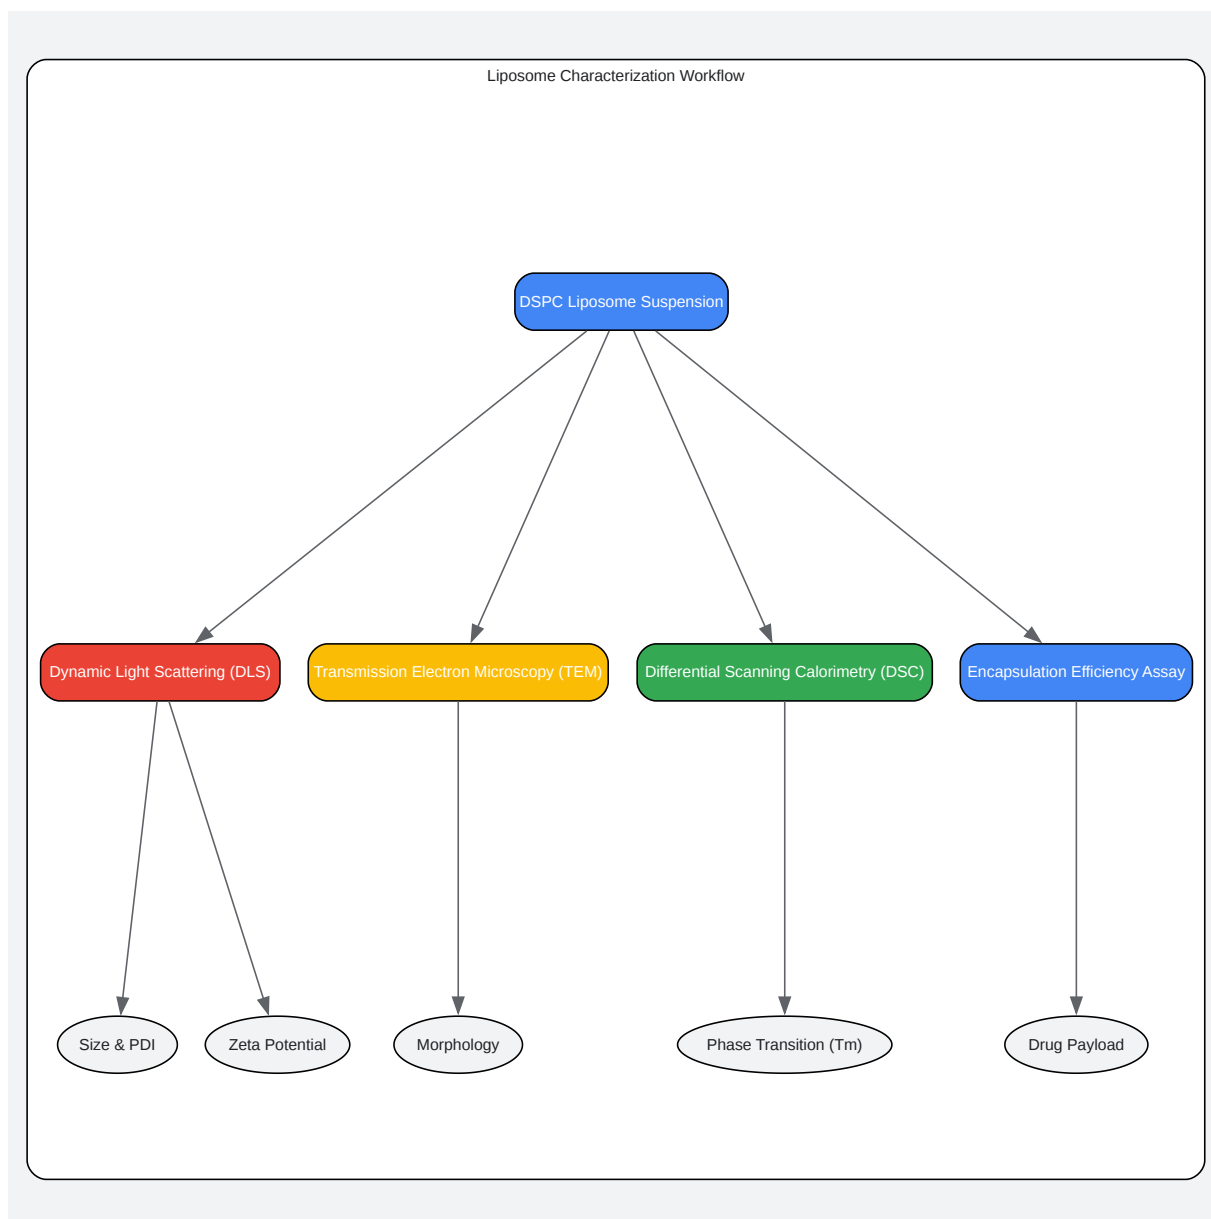 Liposome Characterization Workflow
DSPC Liposome Suspension
Dynamic Light Scattering (DLS)
Transmission Electron Microscopy (TEM)
Differential Scanning Calorimetry (DSC)
Encapsulation Efficiency Assay
Size & PDI
Zeta Potential
Morphology
Phase Transition (Tm)
Drug Payload